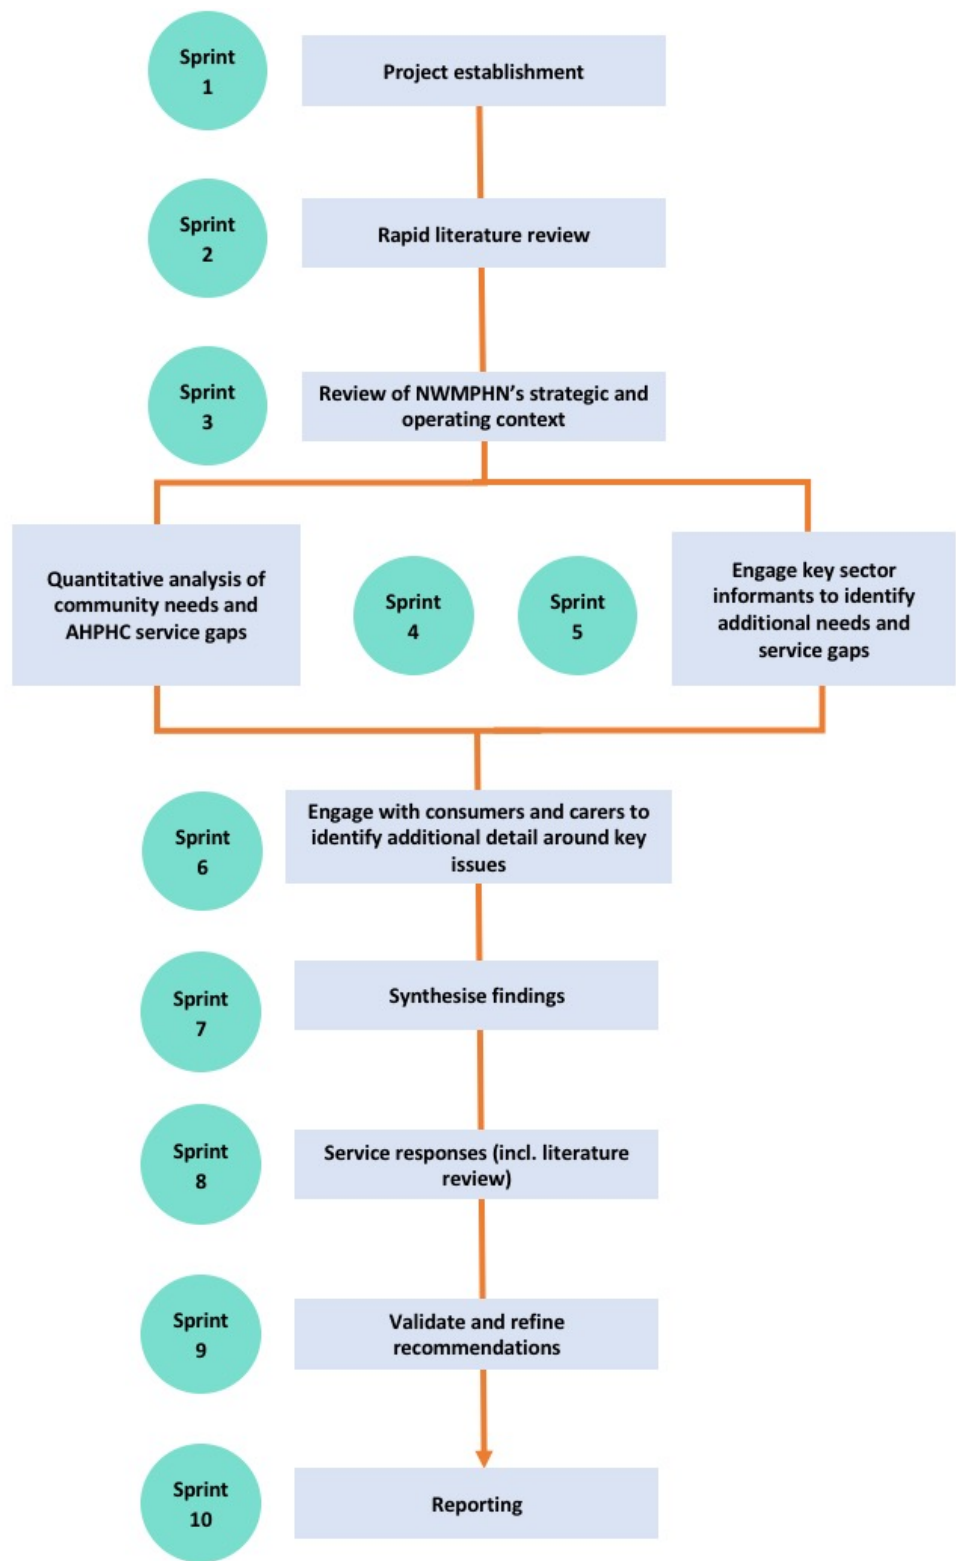 Sprint
1
Project establishment
Sprint
2
Rapid literature review
Sprint
3
Review of NWMPHN's strategic and
operating context
Quantitative analysis of
community needs and
AHPHC service gaps
Sprint
4
Sprint
5
Engage key sector
informants to identify
additional needs and
service gaps
Sprint
6
Engage with consumers and carers to
identify additional detail around key
issues
Sprint
7
Synthesise findings
Sprint
8
Service responses (incl. literature
review)
Sprint
9
Validate and refine
recommendations
Sprint
10
Reporting